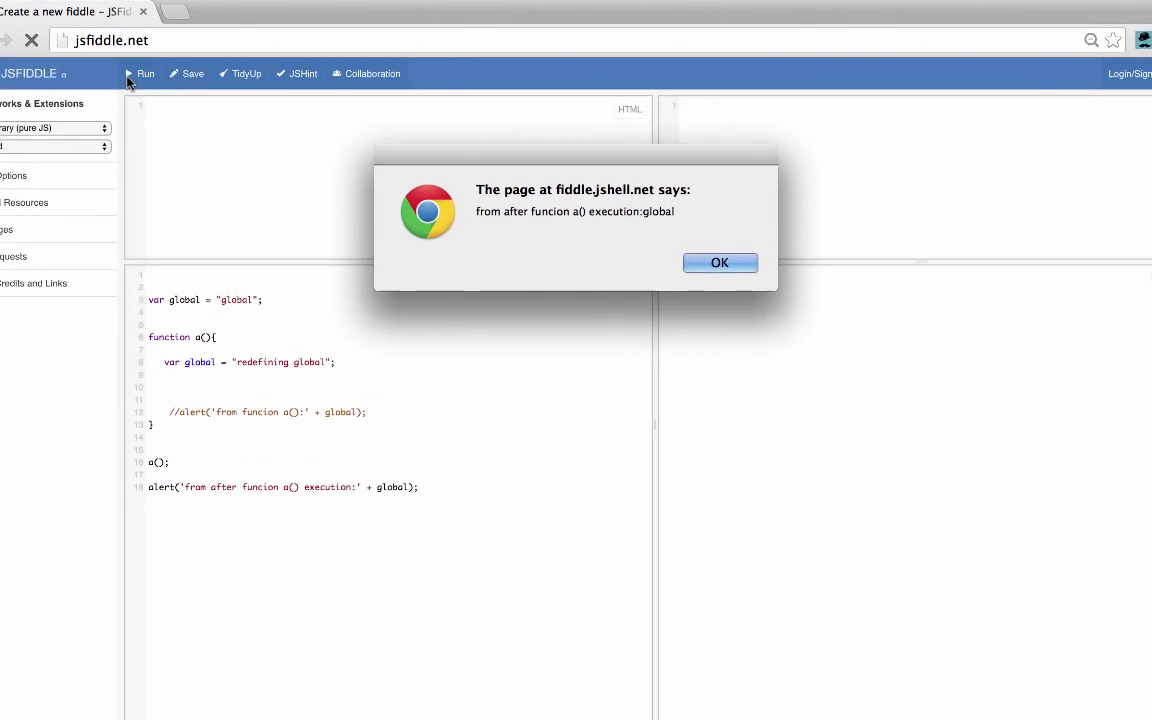 Create a new fiddle – JSFid
jsfiddle.net
JSFIDDLE α
Run
Save
TidyUp
JSHint
Collaboration
Login/Sign
works & Extensions
rary (pure JS)
d
Options
l Resources
ges
quests
Credits and Links
1
HTML
1
The page at fiddle.jshell.net says:
from after funcion a() execution:global
OK
1
2
3 var global = "global";
4
5
6 function a(){
7
8 var global = "redefining global";
9
10
11
12 //alert('from funcion a():' + global);
13 }
14
15
16 a();
17
18 alert('from after funcion a() execution:' + global);